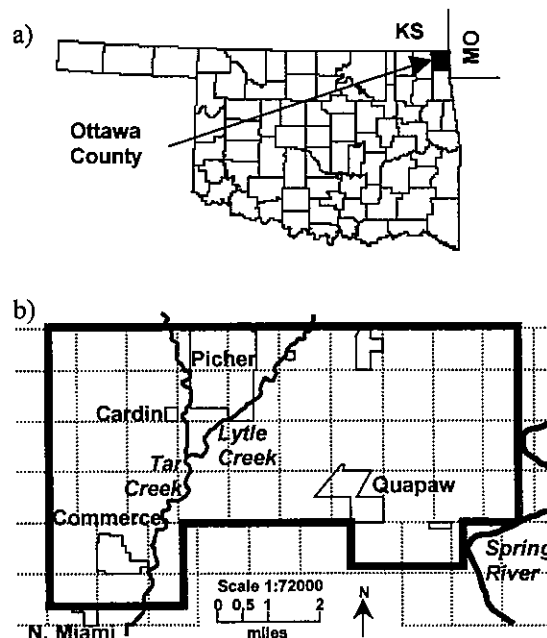 a)
KS
MO
Ottawa
County
b)
Picher
Cardin
Lytle
Creek
Tar
Creek
Quapaw
Commerce
Spring
River
Scale 1:72000
0 0.5 1 2
miles
N
N. Miami